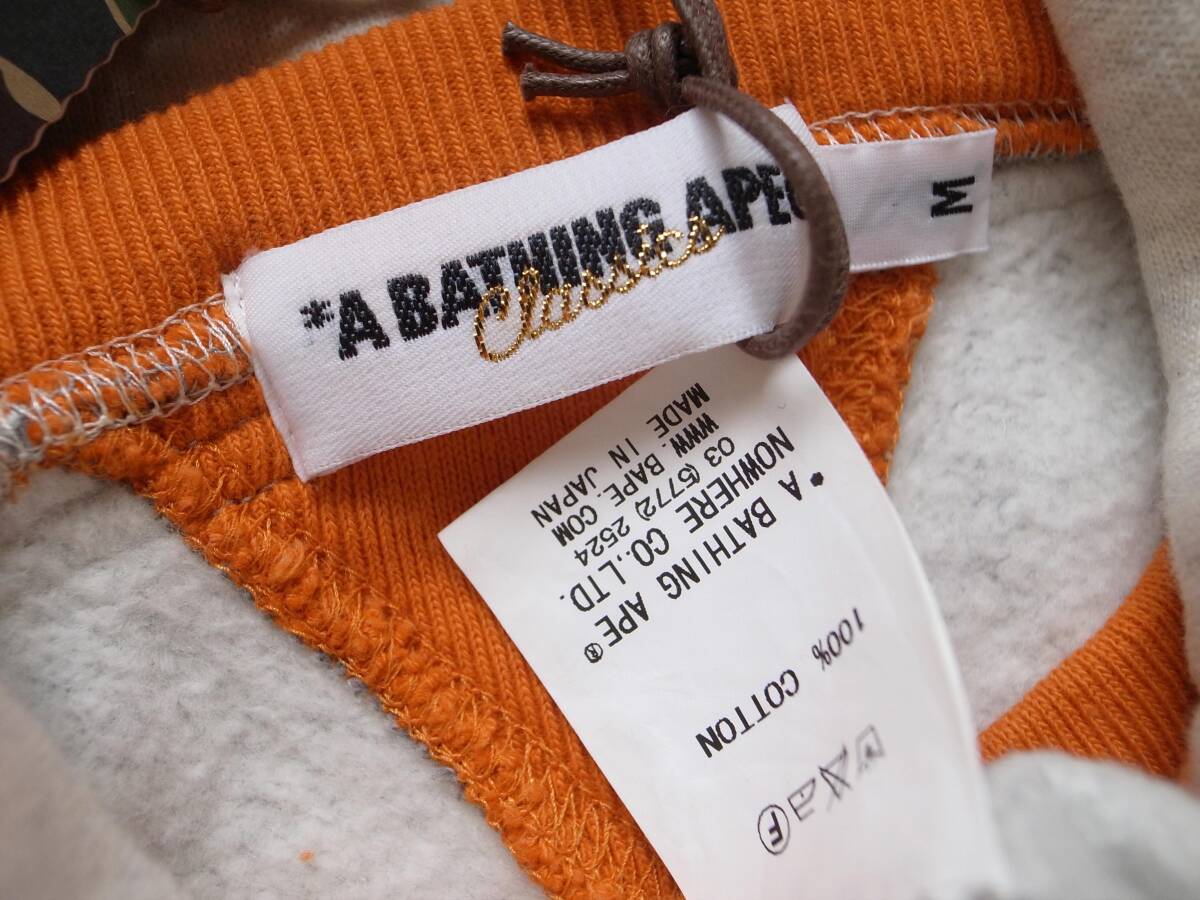 *A BATHING APE
Classics
M
100% COTTON
*A BATHING APE®
NOWHERE CO.,LTD.
03 (5772) 2524
WWW. BAPE. COM
MADE IN JAPAN